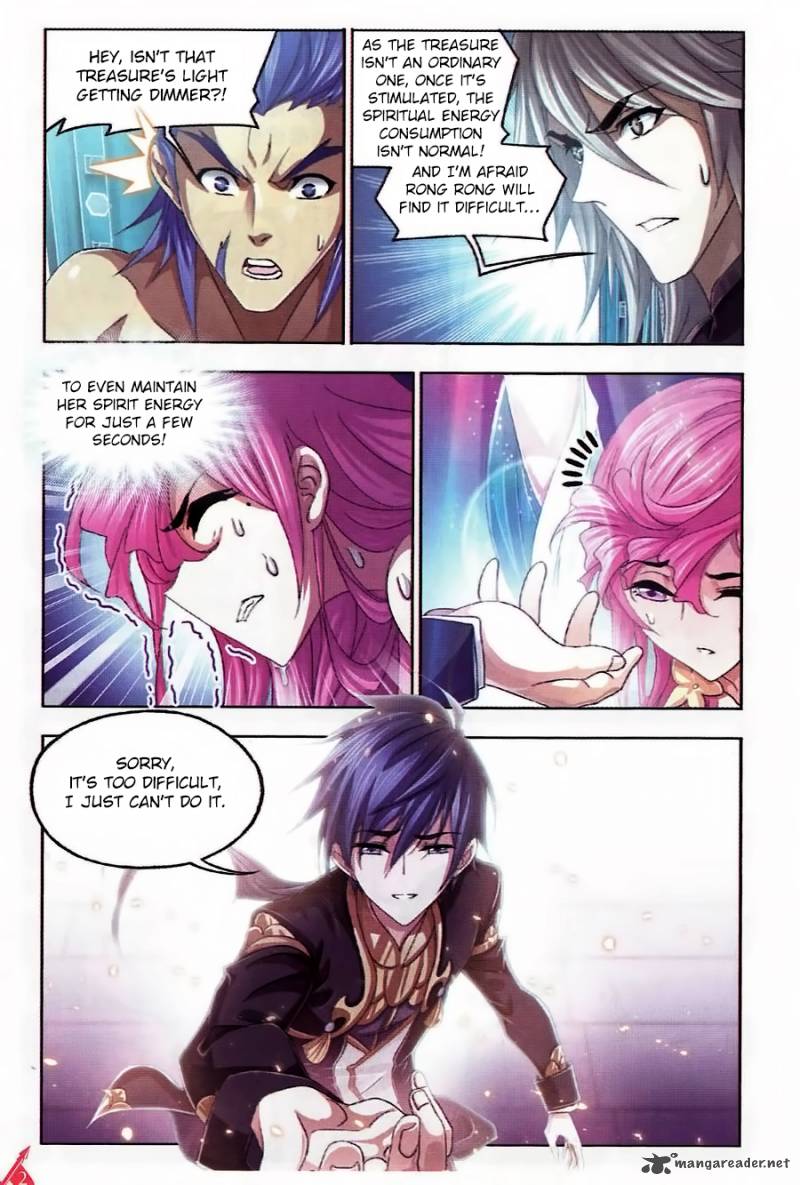 HEY, ISN'T THAT
TREASURE'S LIGHT
GETTING DIMMER?!
AS THE TREASURE
ISN'T AN ORDINARY
ONE, ONCE IT'S
STIMULATED, THE
SPIRITUAL ENERGY
CONSUMPTION
ISN'T NORMAL!
AND I'M AFRAID
RONG RONG WILL
FIND IT DIFFICULT...
TO EVEN MAINTAIN
HER SPIRIT ENERGY
FOR JUST A FEW
SECONDS!
SORRY,
IT'S TOO DIFFICULT,
I JUST CAN'T DO IT.
2
mangareader.net